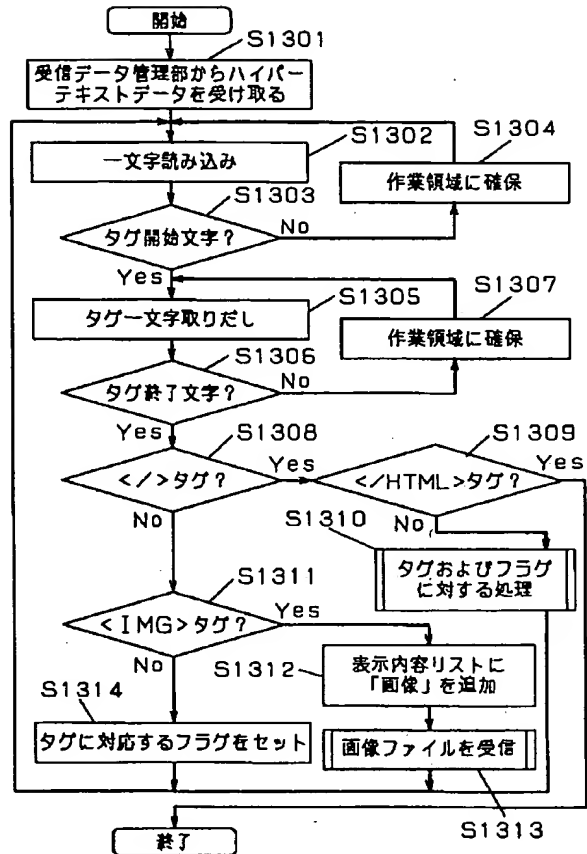 開始
S1301
受信データ管理部からハイパー
テキストデータを受け取る
S1302
一文字読み込み
S1304
作業領域に確保
S1303
タグ開始文字?
No
Yes
S1305
タグ一文字取りだし
S1307
作業領域に確保
S1306
タグ終了文字?
No
Yes
S1308
</>タグ?
Yes
No
S1309
</HTML>タグ?
Yes
No
S1310
タグおよびフラグ
に対する処理
S1311
<IMG>タグ?
Yes
No
S1312
表示内容リストに
「画像」を追加
S1314
タグに対応するフラグをセット
画像ファイルを受信
S1313
終了